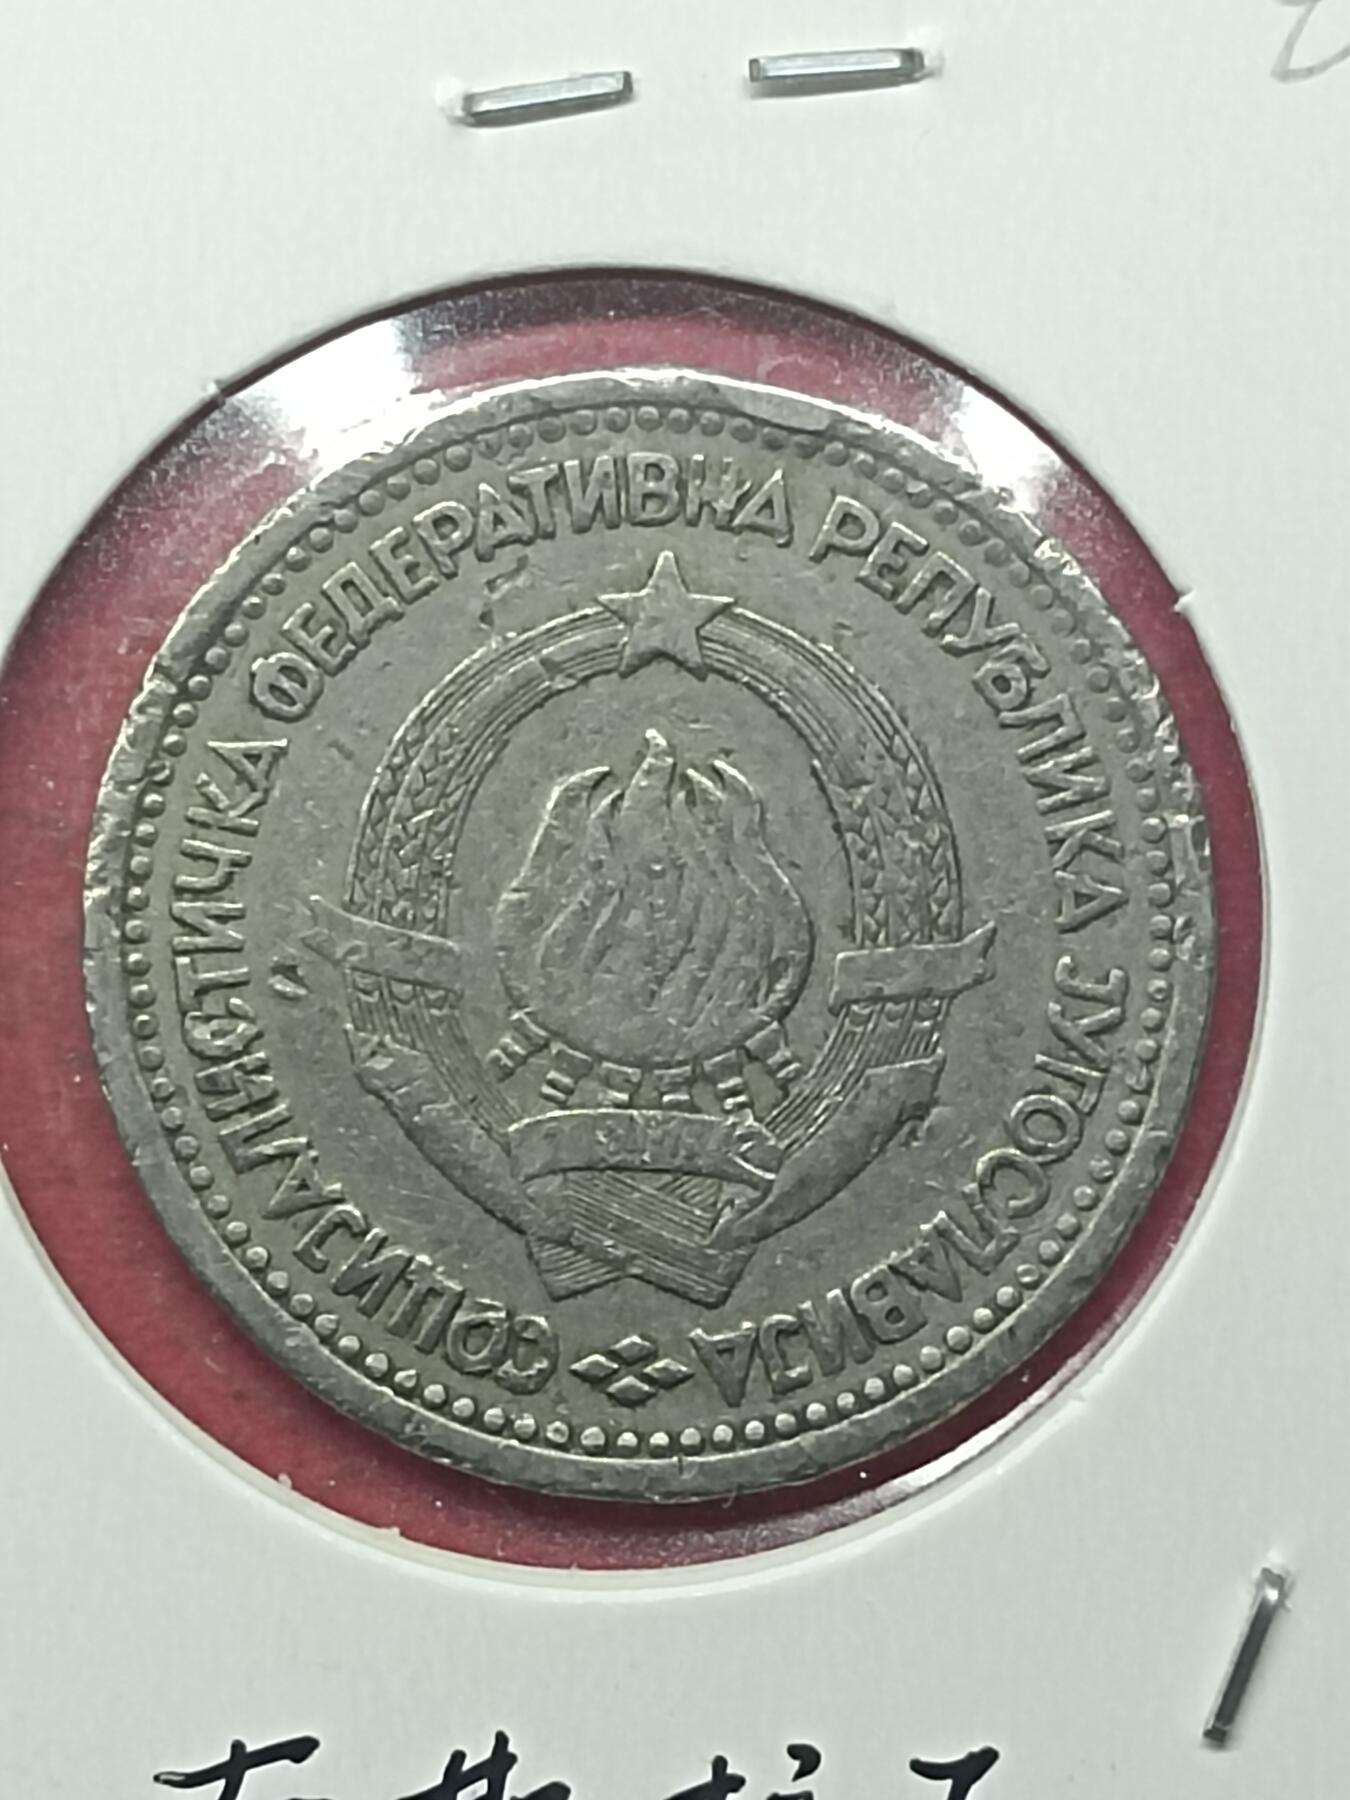 СОЦИЈАЛИСТИЧКА ФЕДЕРАТИВНА РЕПУБЛИКА ЈУГОСЛАВИЈА